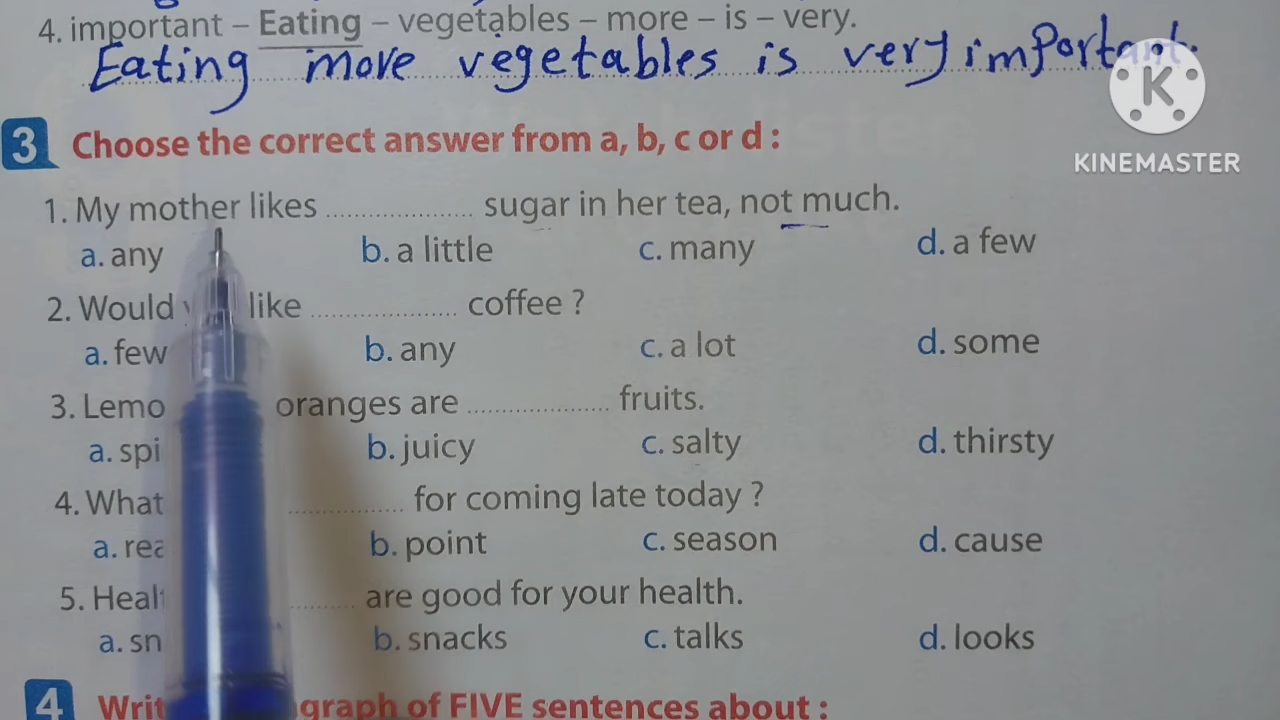 4. important – Eating – vegetables – more – is – very.
Eating more vegetables is very important.
3 Choose the correct answer from a, b, c or d :
K
KINEMASTER
1. My mother likes .................... sugar in her tea, not much.
a. any b. a little c. many d. a few
2. Would like .................... coffee ?
a. few b. any c. a lot d. some
3. oranges are .................... fruits.
a. b. juicy c. salty d. thirsty
4. What ................ for coming late today ?
a. b. point c. season d. cause
5. ......... are good for your health.
a. b. snacks c. talks d. looks
4 of FIVE sentences about :